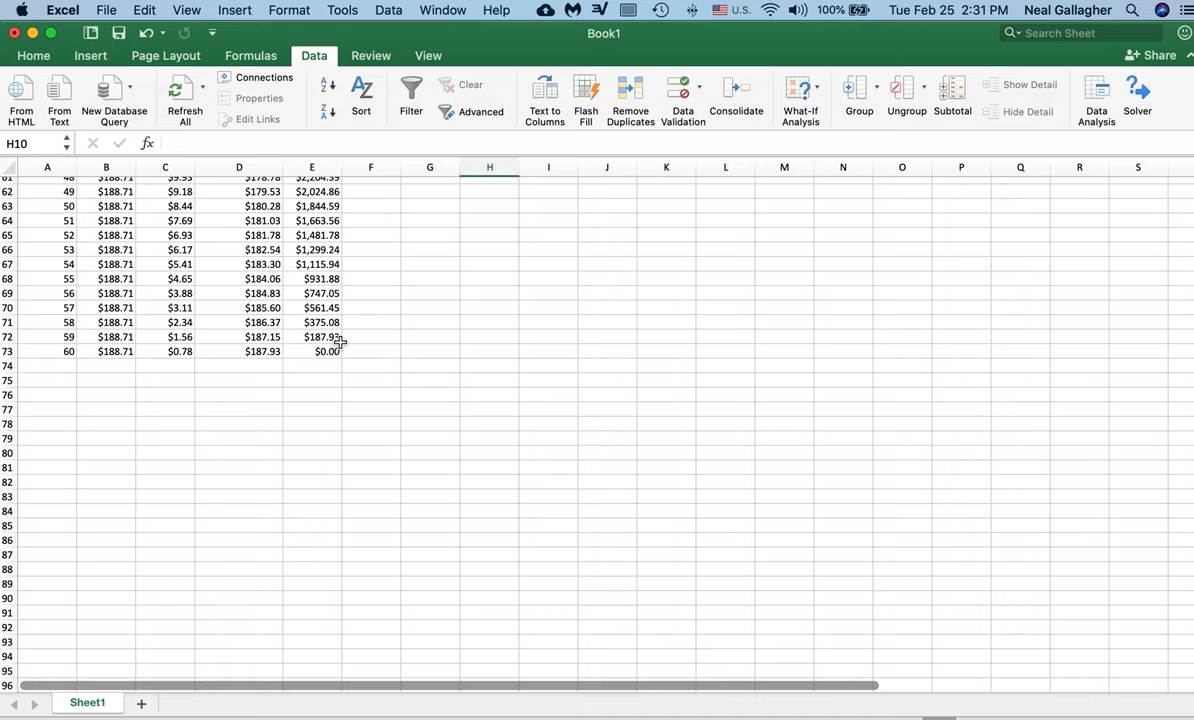 Excel File Edit View Insert Format Tools Data Window Help U.S. 100% Tue Feb 25 2:31 PM Neal Gallagher
Book1 Search Sheet
Home Insert Page Layout Formulas Data Review View Share
From HTML From Text New Database Query Refresh All Connections Properties Edit Links Sort Filter Clear Advanced Text to Columns Flash Fill Remove Duplicates Data Validation Consolidate What-If Analysis Group Ungroup Subtotal Show Detail Hide Detail Data Analysis Solver
H10 fx
A B C D E F G H I J K L M N O P Q R S
61 48 $188.71 $9.93 $178.78 $2,204.39
62 49 $188.71 $9.18 $179.53 $2,024.86
63 50 $188.71 $8.44 $180.28 $1,844.59
64 51 $188.71 $7.69 $181.03 $1,663.56
65 52 $188.71 $6.93 $181.78 $1,481.78
66 53 $188.71 $6.17 $182.54 $1,299.24
67 54 $188.71 $5.41 $183.30 $1,115.94
68 55 $188.71 $4.65 $184.06 $931.88
69 56 $188.71 $3.88 $184.83 $747.05
70 57 $188.71 $3.11 $185.60 $561.45
71 58 $188.71 $2.34 $186.37 $375.08
72 59 $188.71 $1.56 $187.15 $187.93
73 60 $188.71 $0.78 $187.93 $0.00
74
75
76
77
78
79
80
81
82
83
84
85
86
87
88
89
90
91
92
93
94
95
96
Sheet1